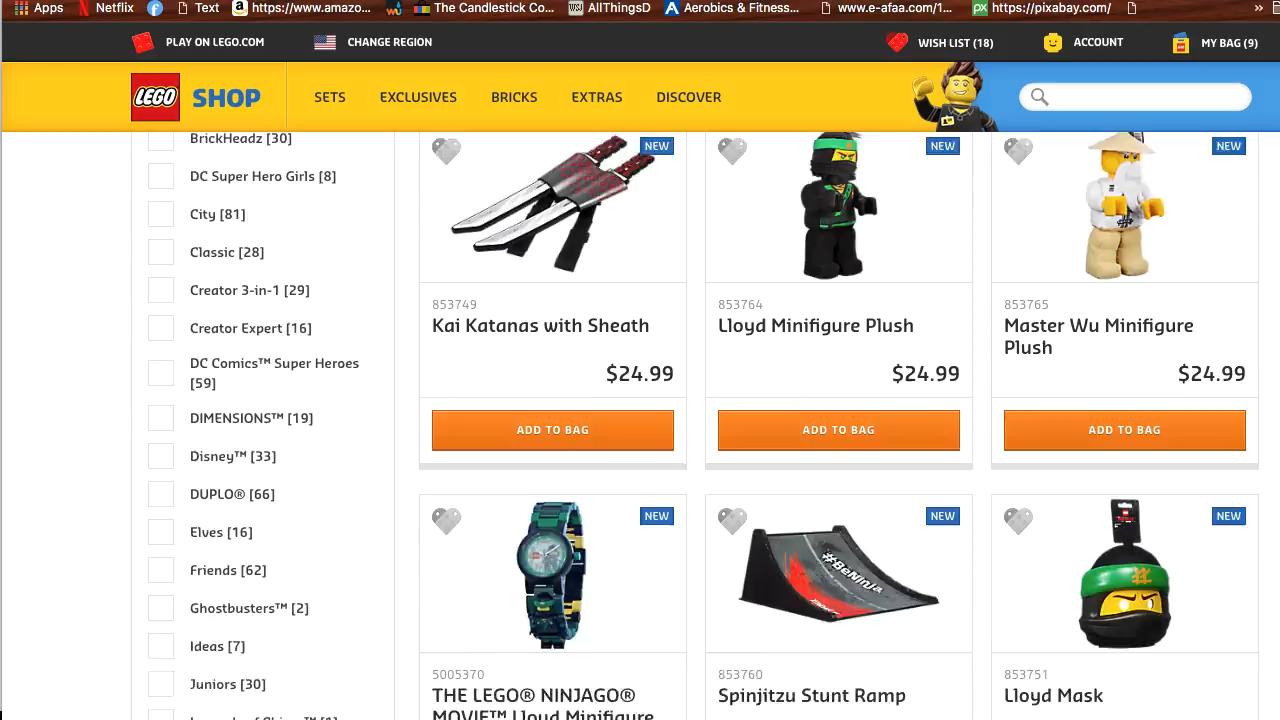 Apps
Netflix
Text
https://www.amazo...
The Candlestick Co...
AllThingsD
Aerobics & Fitness...
www.e-afaa.com/1...
https://pixabay.com/
»
PLAY ON LEGO.COM
CHANGE REGION
WISH LIST (18)
ACCOUNT
MY BAG (9)
LEGO SHOP
SETS
EXCLUSIVES
BRICKS
EXTRAS
DISCOVER
BrickHeadz [30]
DC Super Hero Girls [8]
City [81]
Classic [28]
Creator 3-in-1 [29]
Creator Expert [16]
DC Comics™ Super Heroes
[59]
DIMENSIONS™ [19]
Disney™ [33]
DUPLO® [66]
Elves [16]
Friends [62]
Ghostbusters™ [2]
Ideas [7]
Juniors [30]
NEW
853749
Kai Katanas with Sheath
$24.99
ADD TO BAG
NEW
853764
Lloyd Minifigure Plush
$24.99
ADD TO BAG
NEW
853765
Master Wu Minifigure
Plush
$24.99
ADD TO BAG
NEW
5005370
THE LEGO® NINJAGO®
MOVIE™ Lloyd Minifigure
NEW
#BeNinja
853760
Spinjitzu Stunt Ramp
NEW
853751
Lloyd Mask